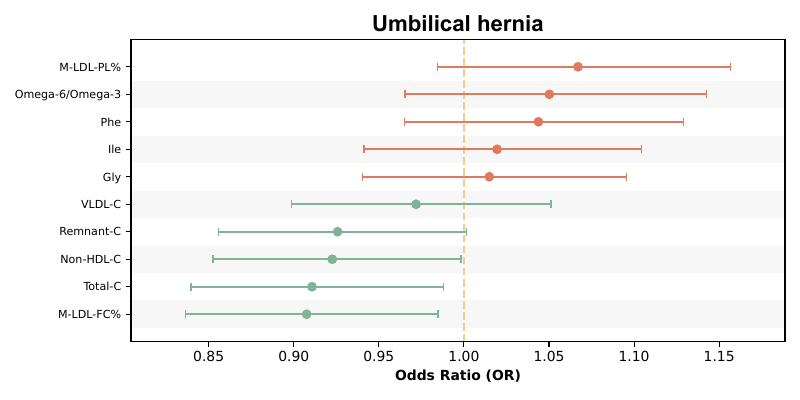 Umbilical hernia
M-LDL-PL%
Omega-6/Omega-3
Phe
Ile
Gly
VLDL-C
Remnant-C
Non-HDL-C
Total-C
M-LDL-FC%
0.85 0.90 0.95 1.00 1.05 1.10 1.15
Odds Ratio (OR)